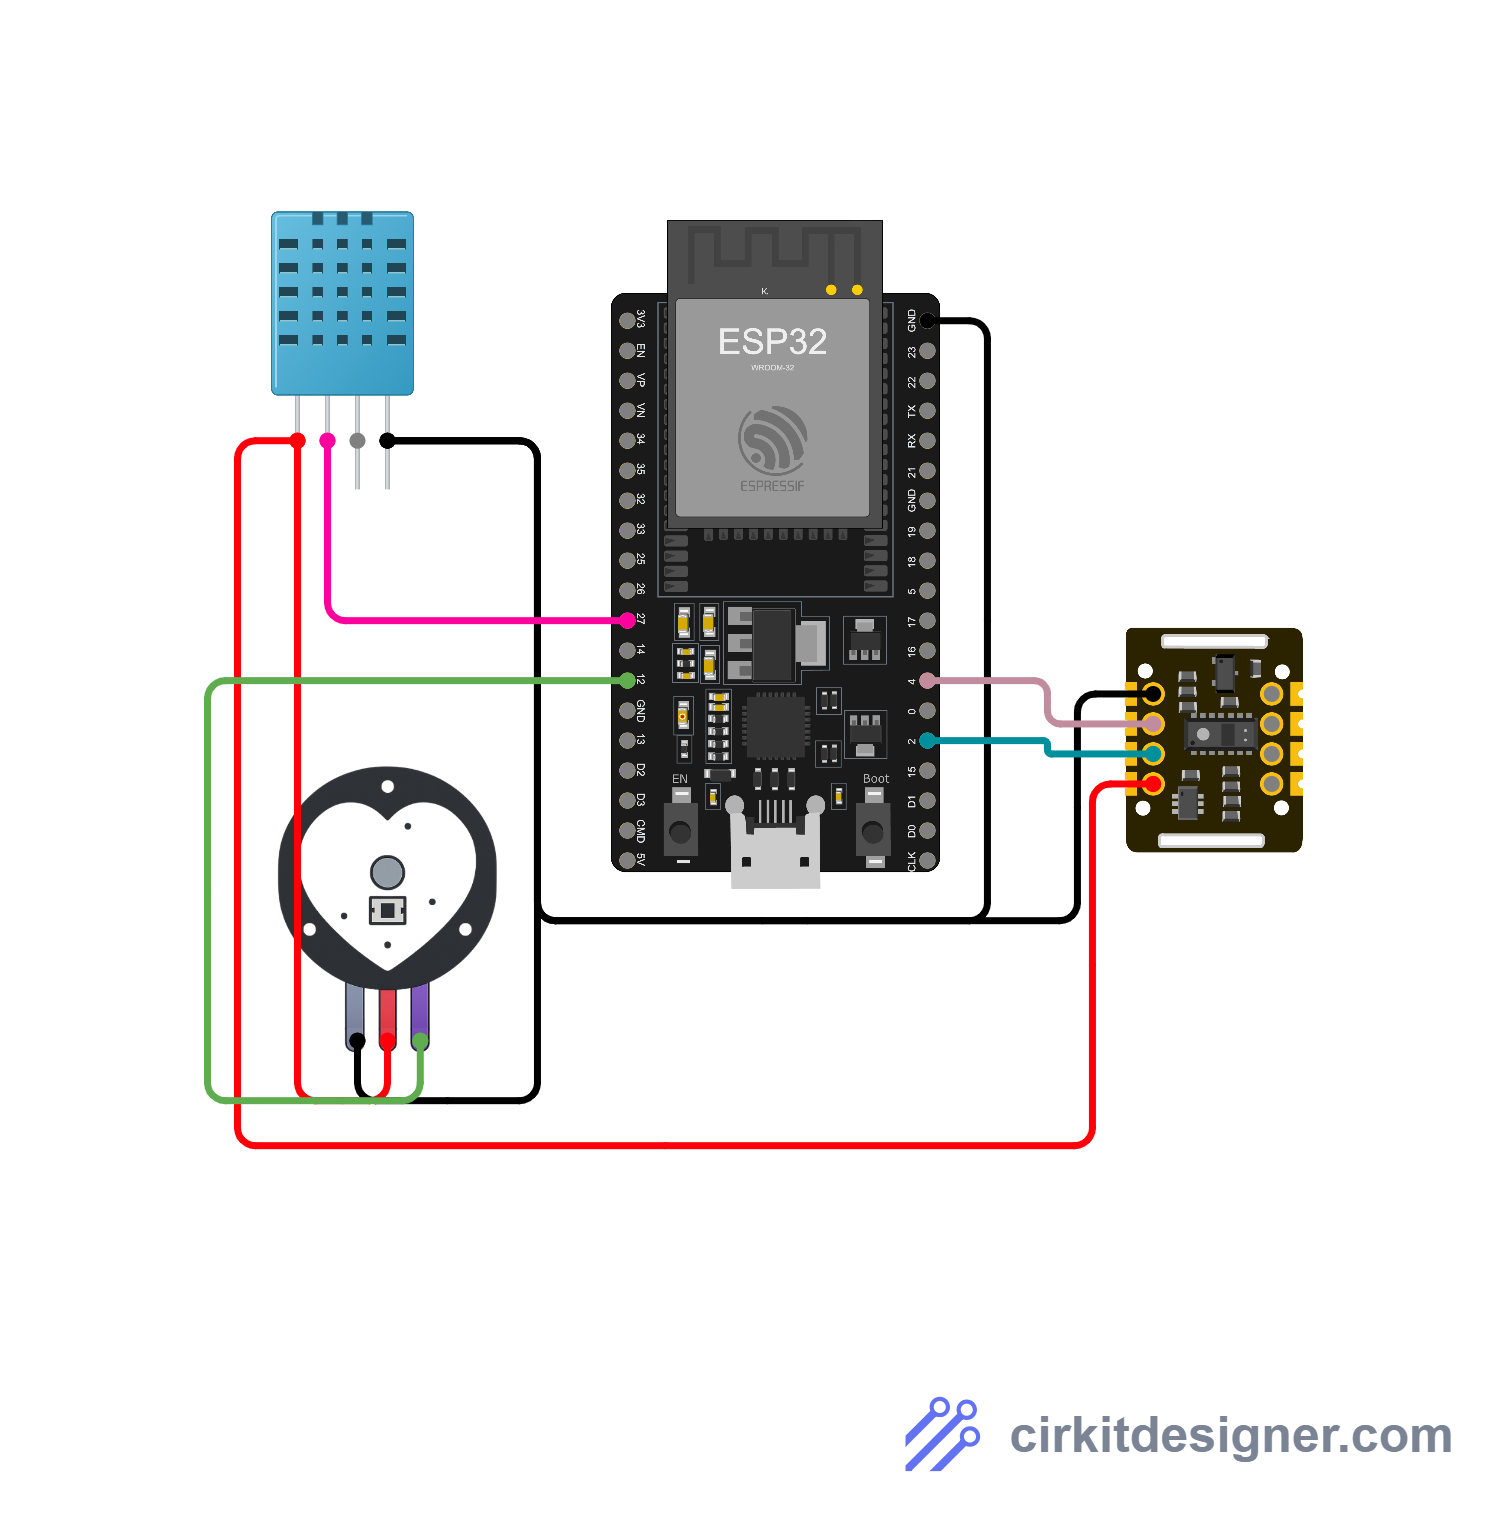 K.
ESP32
WROOM-32
ESPRESSIF
3V3
EN
VP
VN
34
35
32
33
25
26
27
14
12
GND
13
D2
D3
CMD
5V
GND
23
22
TX
RX
21
GND
19
18
5
17
16
4
0
2
15
D1
D0
CLK
EN
Boot
cirkitdesigner.com